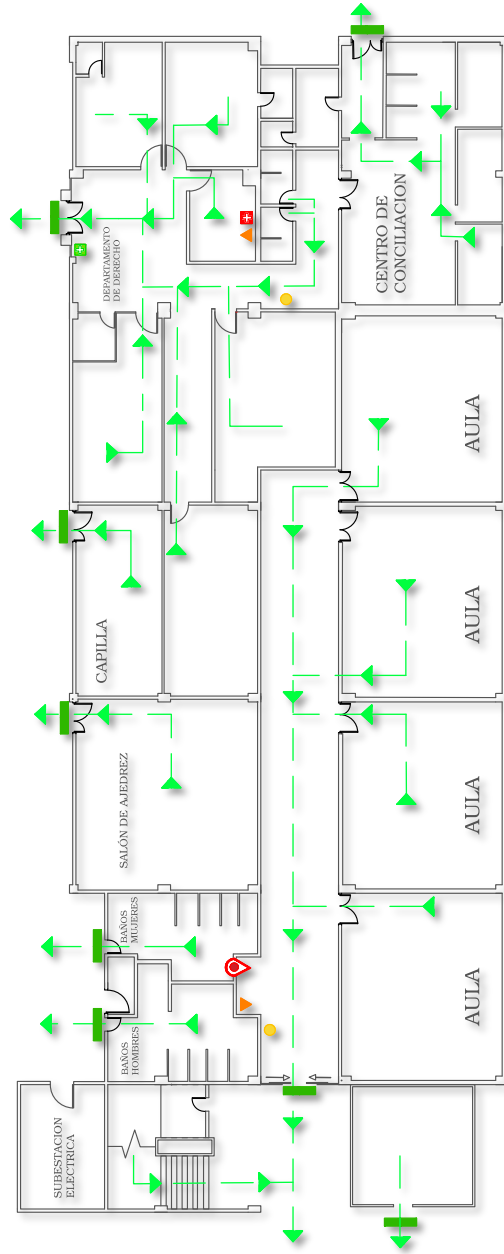 DEPARTAMENTO
DE DERECHO
CENTRO DE
CONCILIACION
AULA
CAPILLA
AULA
SALÓN DE AJEDREZ
AULA
BAÑOS
MUJERES
AULA
BAÑOS
HOMBRES
SUBESTACION
ELECTRICA